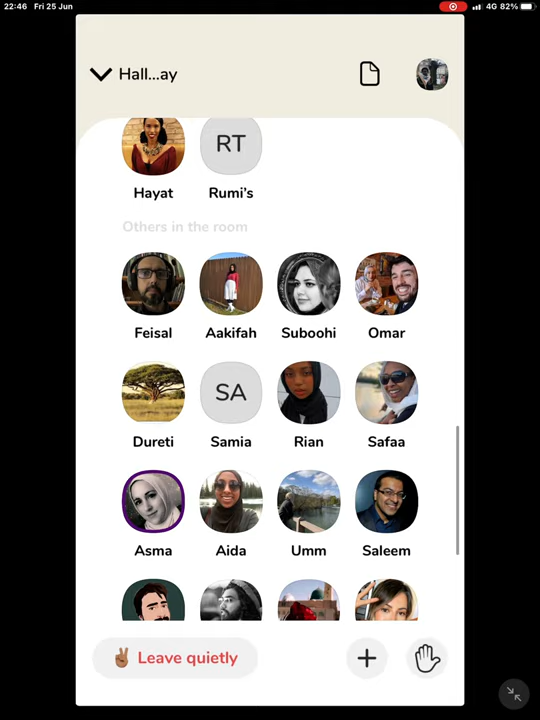 22:46 Fri 25 Jun 4G 82%
Hall...ay
RT
Hayat Rumi's
Others in the room
Feisal Aakifah Suboohi Omar
SA
Dureti Samia Rian Safaa
Asma Aida Umm Saleem
Leave quietly